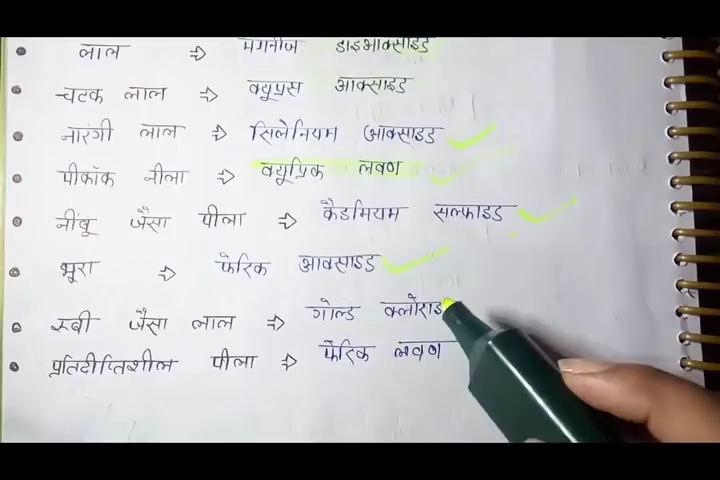 लाल ⇒ मैगनीज डाइआक्साइड
चटक लाल ⇒ क्यूप्रस आक्साइड
नारंगी लाल ⇒ सिलेनियम आक्साइड
पीकॉक नीला ⇒ क्यूप्रिक लवण
नींबू जैसा पीला ⇒ कैडमियम सल्फाइड
भूरा ⇒ फेरिक आक्साइड
रूबी जैसा लाल ⇒ गोल्ड क्लोराइड
प्रतिदीप्तिशील पीला ⇒ फेरिक लवण